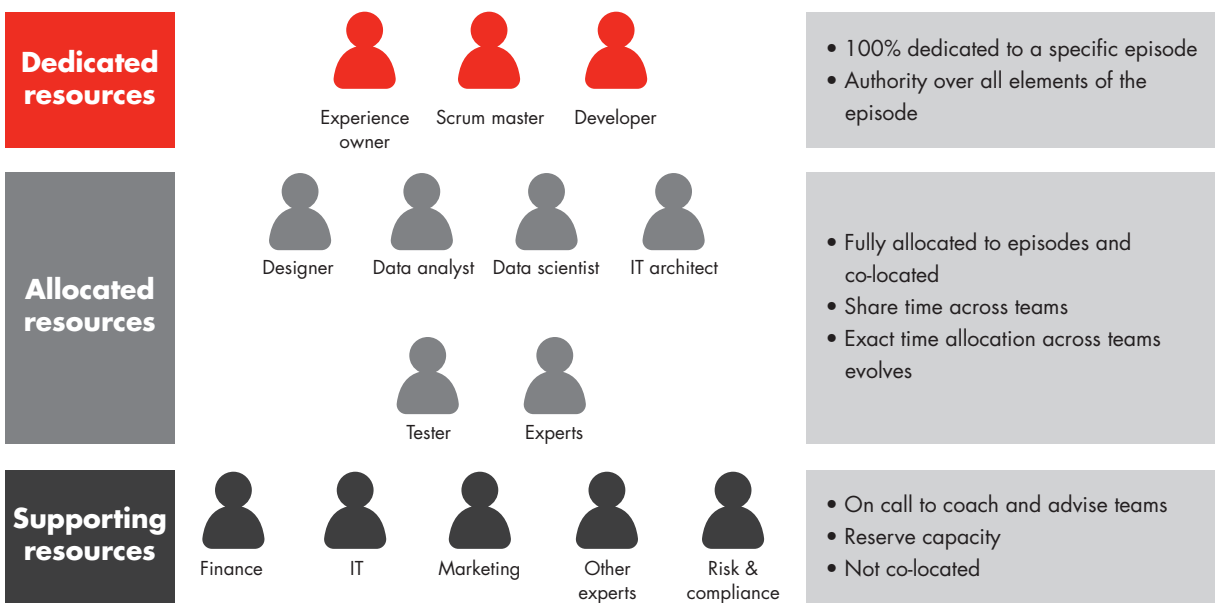 Dedicated
resources
Experience
owner
Scrum master
Developer
• 100% dedicated to a specific episode
• Authority over all elements of the
episode
Allocated
resources
Designer
Data analyst
Data scientist
IT architect
Tester
Experts
• Fully allocated to episodes and
co-located
• Share time across teams
• Exact time allocation across teams
evolves
Supporting
resources
Finance
IT
Marketing
Other
experts
Risk &
compliance
• On call to coach and advise teams
• Reserve capacity
• Not co-located